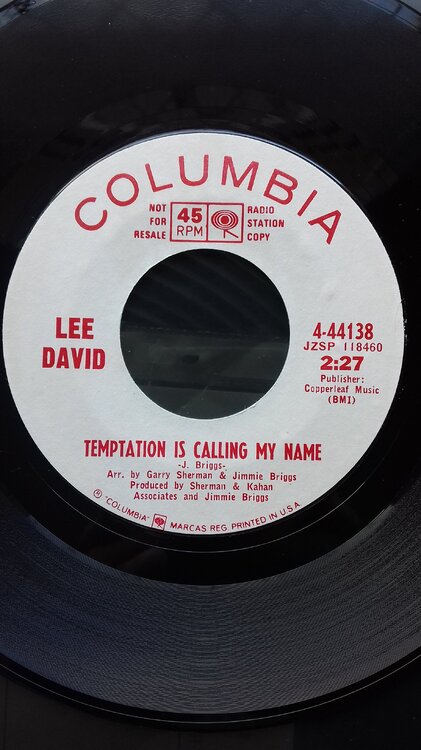 COLUMBIA
NOT
FOR
RESALE
45
RPM
RADIO
STATION
COPY
LEE
DAVID
4-44138
JZSP 118460
2:27
Publisher:
Copperleaf Music
(BMI)
TEMPTATION IS CALLING MY NAME
-J. Briggs-
Arr. by Garry Sherman & Jimmie Briggs
Produced by Sherman & Kahan
Associates and Jimmie Briggs
® "COLUMBIA" MARCAS REG. PRINTED IN U.S.A.